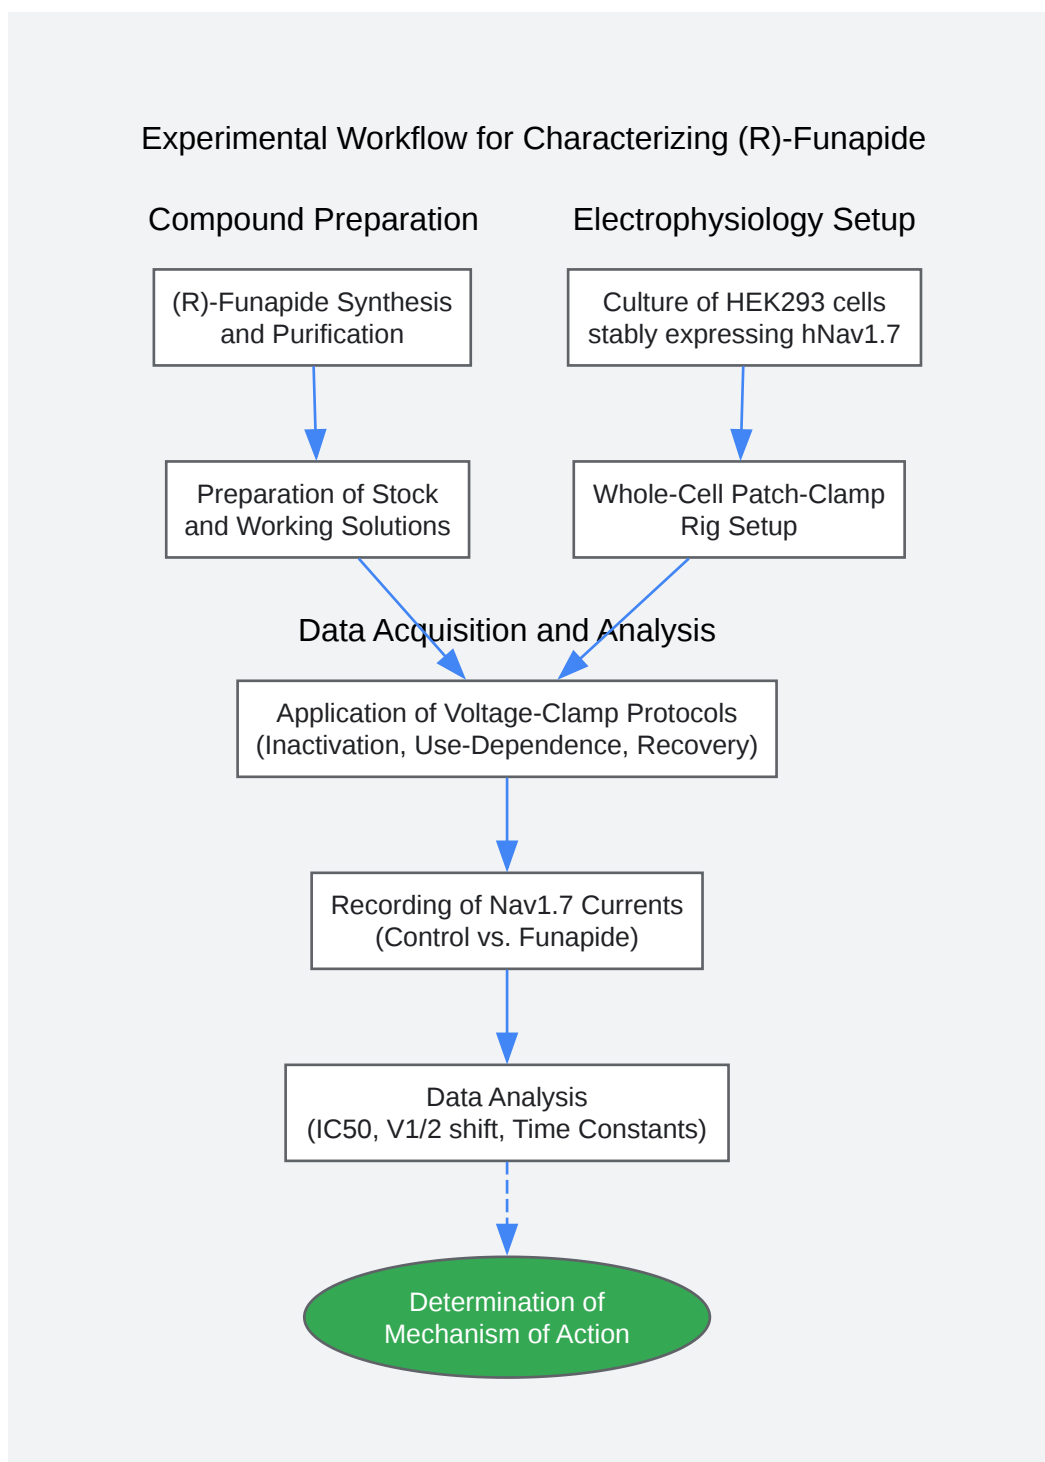 Experimental Workflow for Characterizing (R)-Funapide
Compound Preparation
(R)-Funapide Synthesis
and Purification
Preparation of Stock
and Working Solutions
Electrophysiology Setup
Culture of HEK293 cells
stably expressing hNav1.7
Whole-Cell Patch-Clamp
Rig Setup
Data Acquisition and Analysis
Application of Voltage-Clamp Protocols
(Inactivation, Use-Dependence, Recovery)
Recording of Nav1.7 Currents
(Control vs. Funapide)
Data Analysis
(IC50, V1/2 shift, Time Constants)
Determination of
Mechanism of Action